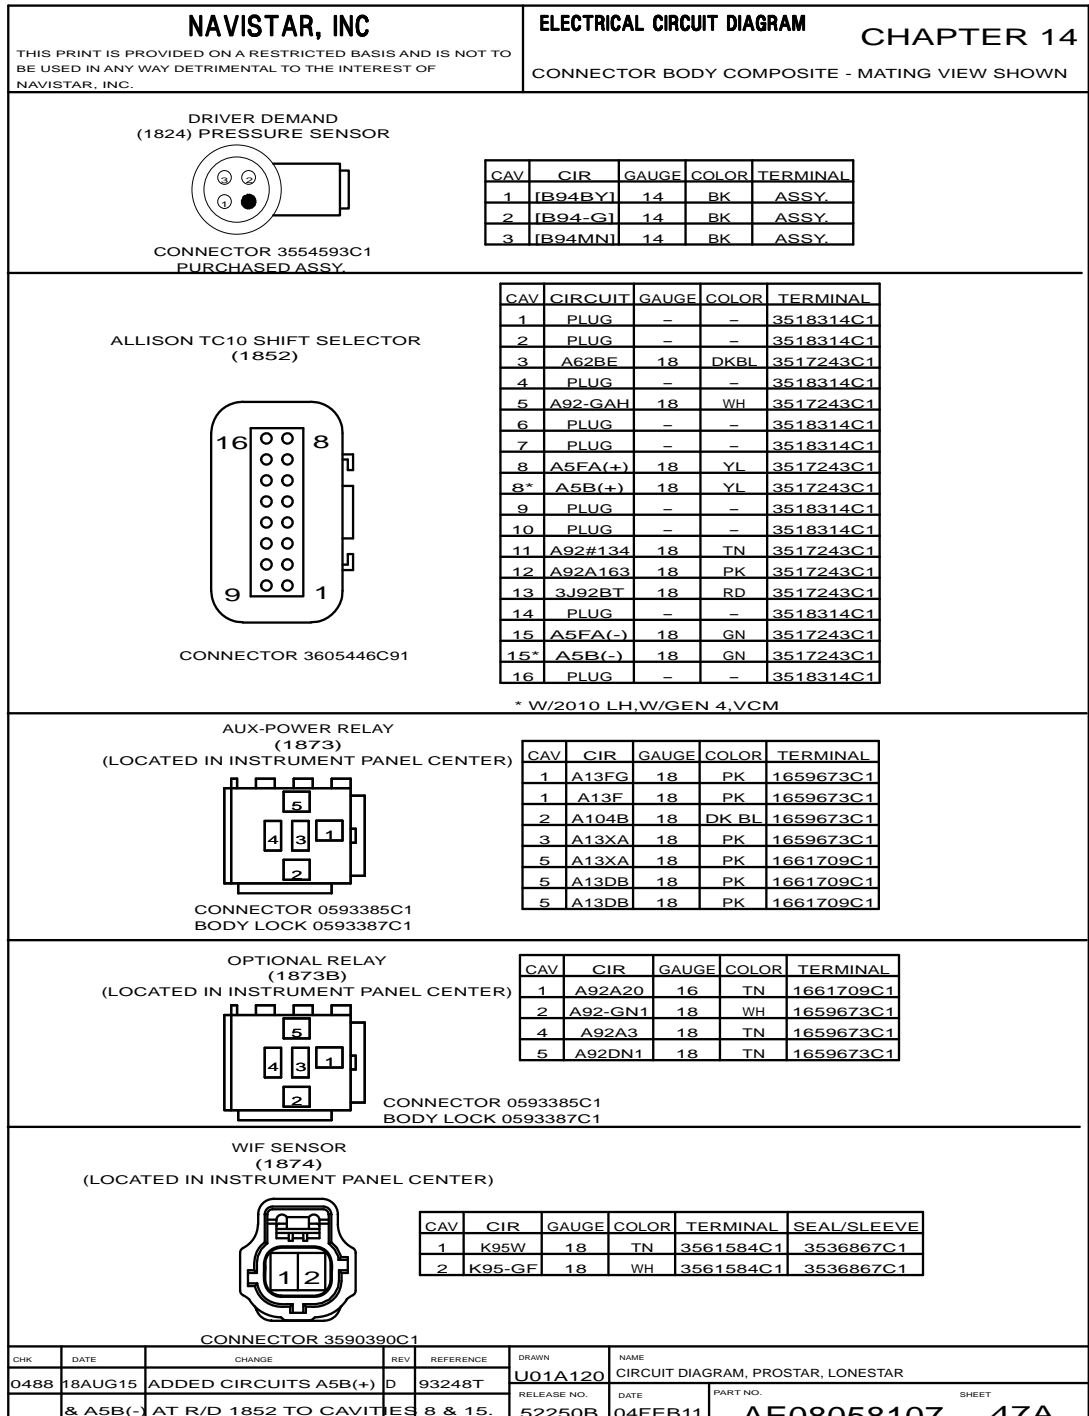 NAVISTAR, INC
THIS PRINT IS PROVIDED ON A RESTRICTED BASIS AND IS NOT TO
BE USED IN ANY WAY DETRIMENTAL TO THE INTEREST OF
NAVISTAR, INC.
ELECTRICAL CIRCUIT DIAGRAM
CHAPTER 14
CONNECTOR BODY COMPOSITE - MATING VIEW SHOWN
DRIVER DEMAND
(1824) PRESSURE SENSOR
3 2
1
CONNECTOR 3554593C1
PURCHASED ASSY.
CAV CIR GAUGE COLOR TERMINAL
1 [B94BY] 14 BK ASSY.
2 [B94-G] 14 BK ASSY.
3 [B94MN] 14 BK ASSY.
ALLISON TC10 SHIFT SELECTOR
(1852)
16 8
9 1
CONNECTOR 3605446C91
CAV CIRCUIT GAUGE COLOR TERMINAL
1 PLUG – – 3518314C1
2 PLUG – – 3518314C1
3 A62BE 18 DKBL 3517243C1
4 PLUG – – 3518314C1
5 A92-GAH 18 WH 3517243C1
6 PLUG – – 3518314C1
7 PLUG – – 3518314C1
8 A5FA(+) 18 YL 3517243C1
8* A5B(+) 18 YL 3517243C1
9 PLUG – – 3518314C1
10 PLUG – – 3518314C1
11 A92#134 18 TN 3517243C1
12 A92A163 18 PK 3517243C1
13 3J92BT 18 RD 3517243C1
14 PLUG – – 3518314C1
15 A5FA(-) 18 GN 3517243C1
15* A5B(-) 18 GN 3517243C1
16 PLUG – – 3518314C1
* W/2010 LH,W/GEN 4,VCM
AUX-POWER RELAY
(1873)
(LOCATED IN INSTRUMENT PANEL CENTER)
5
4 3 1
2
CONNECTOR 0593385C1
BODY LOCK 0593387C1
CAV CIR GAUGE COLOR TERMINAL
1 A13FG 18 PK 1659673C1
1 A13F 18 PK 1659673C1
2 A104B 18 DK BL 1659673C1
3 A13XA 18 PK 1659673C1
5 A13XA 18 PK 1661709C1
5 A13DB 18 PK 1661709C1
5 A13DB 18 PK 1661709C1
OPTIONAL RELAY
(1873B)
(LOCATED IN INSTRUMENT PANEL CENTER)
5
4 3 1
2
CONNECTOR 0593385C1
BODY LOCK 0593387C1
CAV CIR GAUGE COLOR TERMINAL
1 A92A20 16 TN 1661709C1
2 A92-GN1 18 WH 1659673C1
4 A92A3 18 TN 1659673C1
5 A92DN1 18 TN 1659673C1
WIF SENSOR
(1874)
(LOCATED IN INSTRUMENT PANEL CENTER)
1 2
CONNECTOR 3590390C1
CAV CIR GAUGE COLOR TERMINAL SEAL/SLEEVE
1 K95W 18 TN 3561584C1 3536867C1
2 K95-GF 18 WH 3561584C1 3536867C1
CHK DATE CHANGE REV REFERENCE
0488 18AUG15 ADDED CIRCUITS A5B(+) D 93248T
& A5B(-) AT R/D 1852 TO CAVITIES 8 & 15.
DRAWN
U01A120
NAME
CIRCUIT DIAGRAM, PROSTAR, LONESTAR
RELEASE NO. DATE PART NO. SHEET
52250B 04FEB11 AE08058107 47A